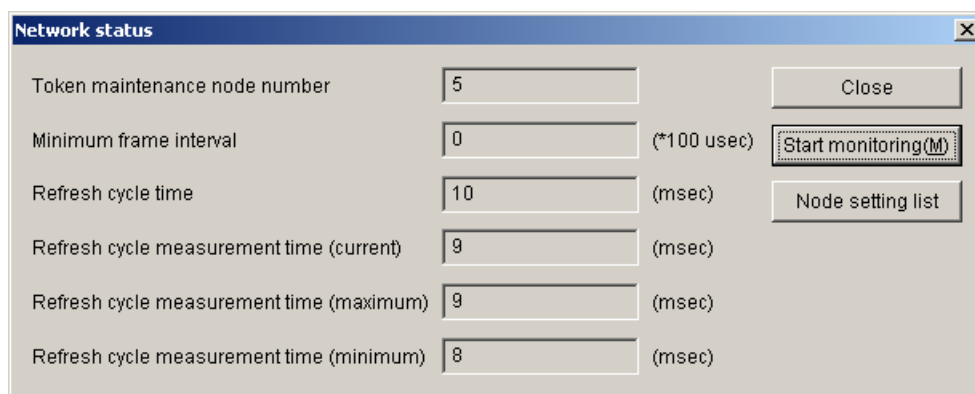 Network status
Token maintenance node number 5 Close
Minimum frame interval 0 (*100 usec) Start monitoring(M)
Refresh cycle time 10 (msec) Node setting list
Refresh cycle measurement time (current) 9 (msec)
Refresh cycle measurement time (maximum) 9 (msec)
Refresh cycle measurement time (minimum) 8 (msec)